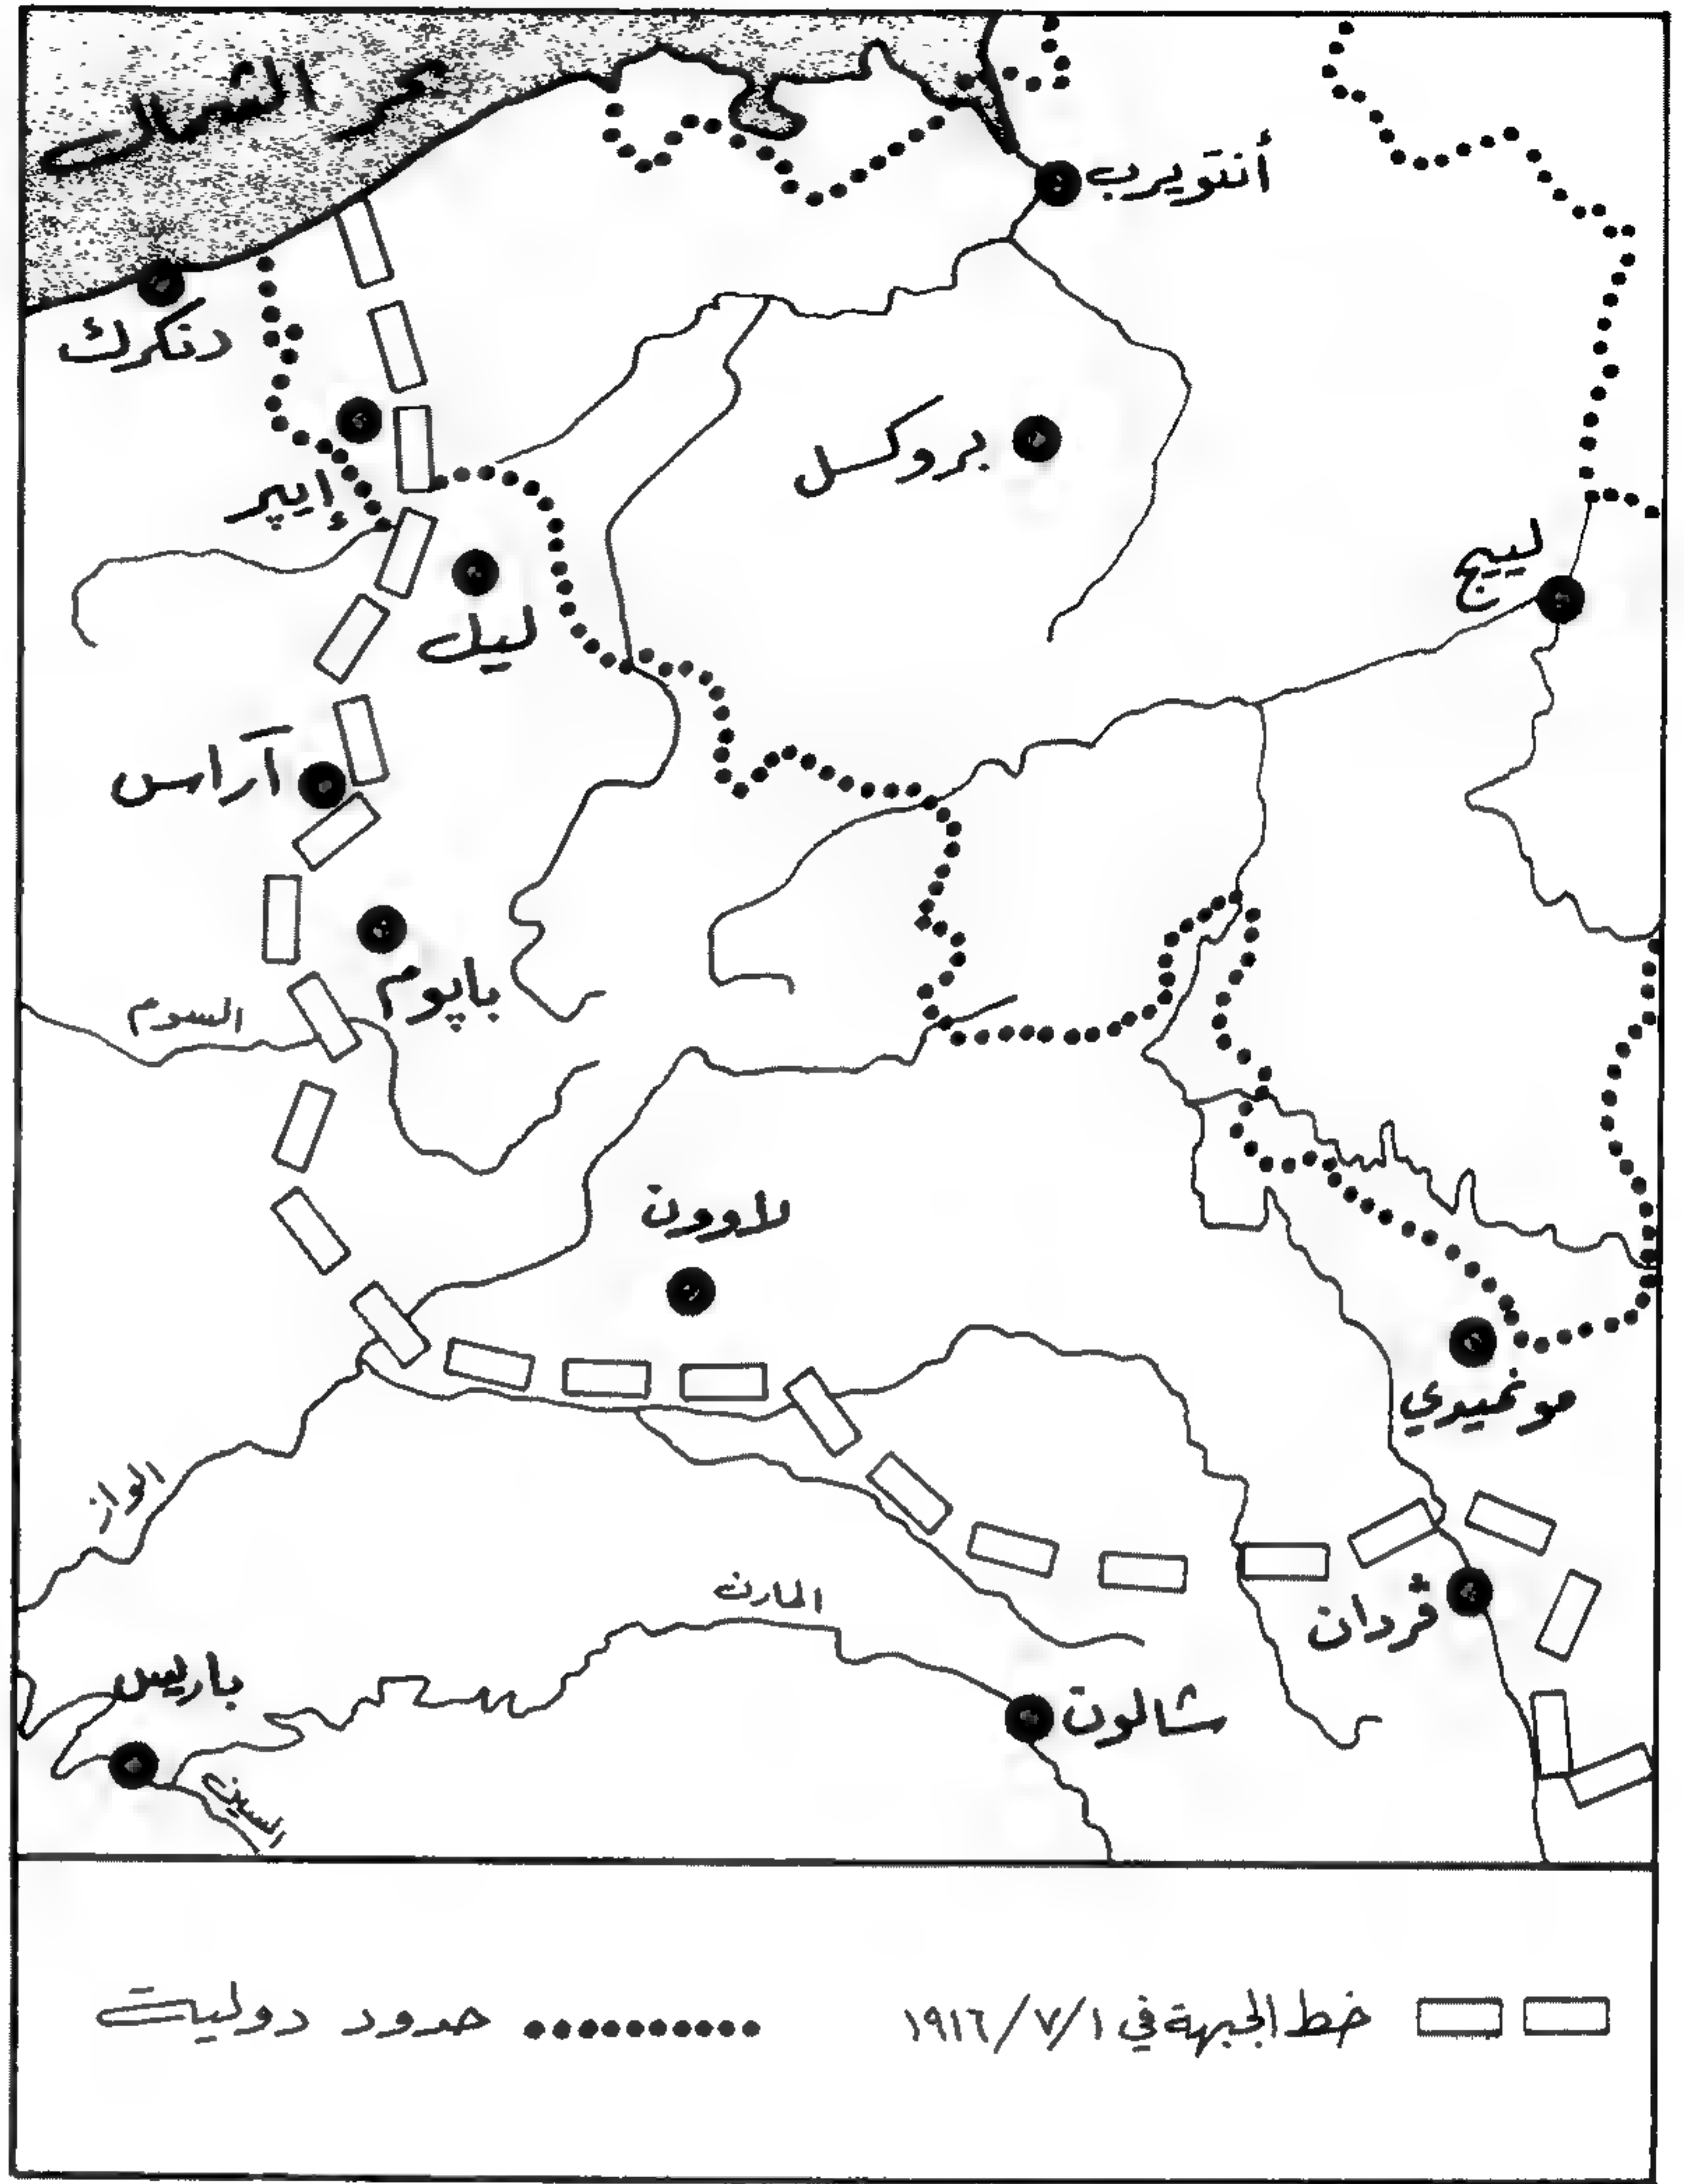 بحر الشمال
أنتويرب
دنكرك
بروكسل
إيپر
لييج
ليل
آراس
باپوم
السوم
لاوون
مونميدي
الواز
المارن
ڤردان
باريس
شالون
السين
خط الجبهة في ١٩١٦/٧/١
حدود دولية